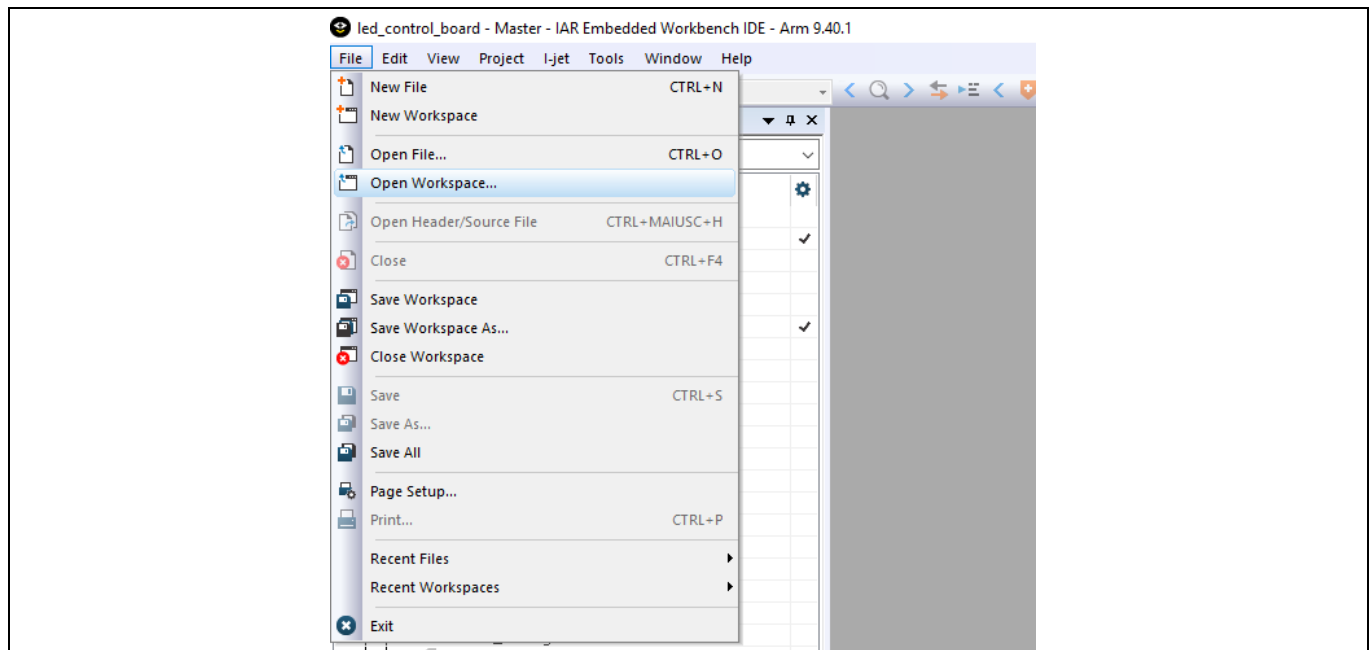 led_control_board - Master - IAR Embedded Workbench IDE - Arm 9.40.1
File Edit View Project I-jet Tools Window Help
New File CTRL+N
New Workspace
Open File... CTRL+O
Open Workspace...
Open Header/Source File CTRL+MAIUSC+H
Close CTRL+F4
Save Workspace
Save Workspace As...
Close Workspace
Save CTRL+S
Save As...
Save All
Page Setup...
Print... CTRL+P
Recent Files
Recent Workspaces
Exit